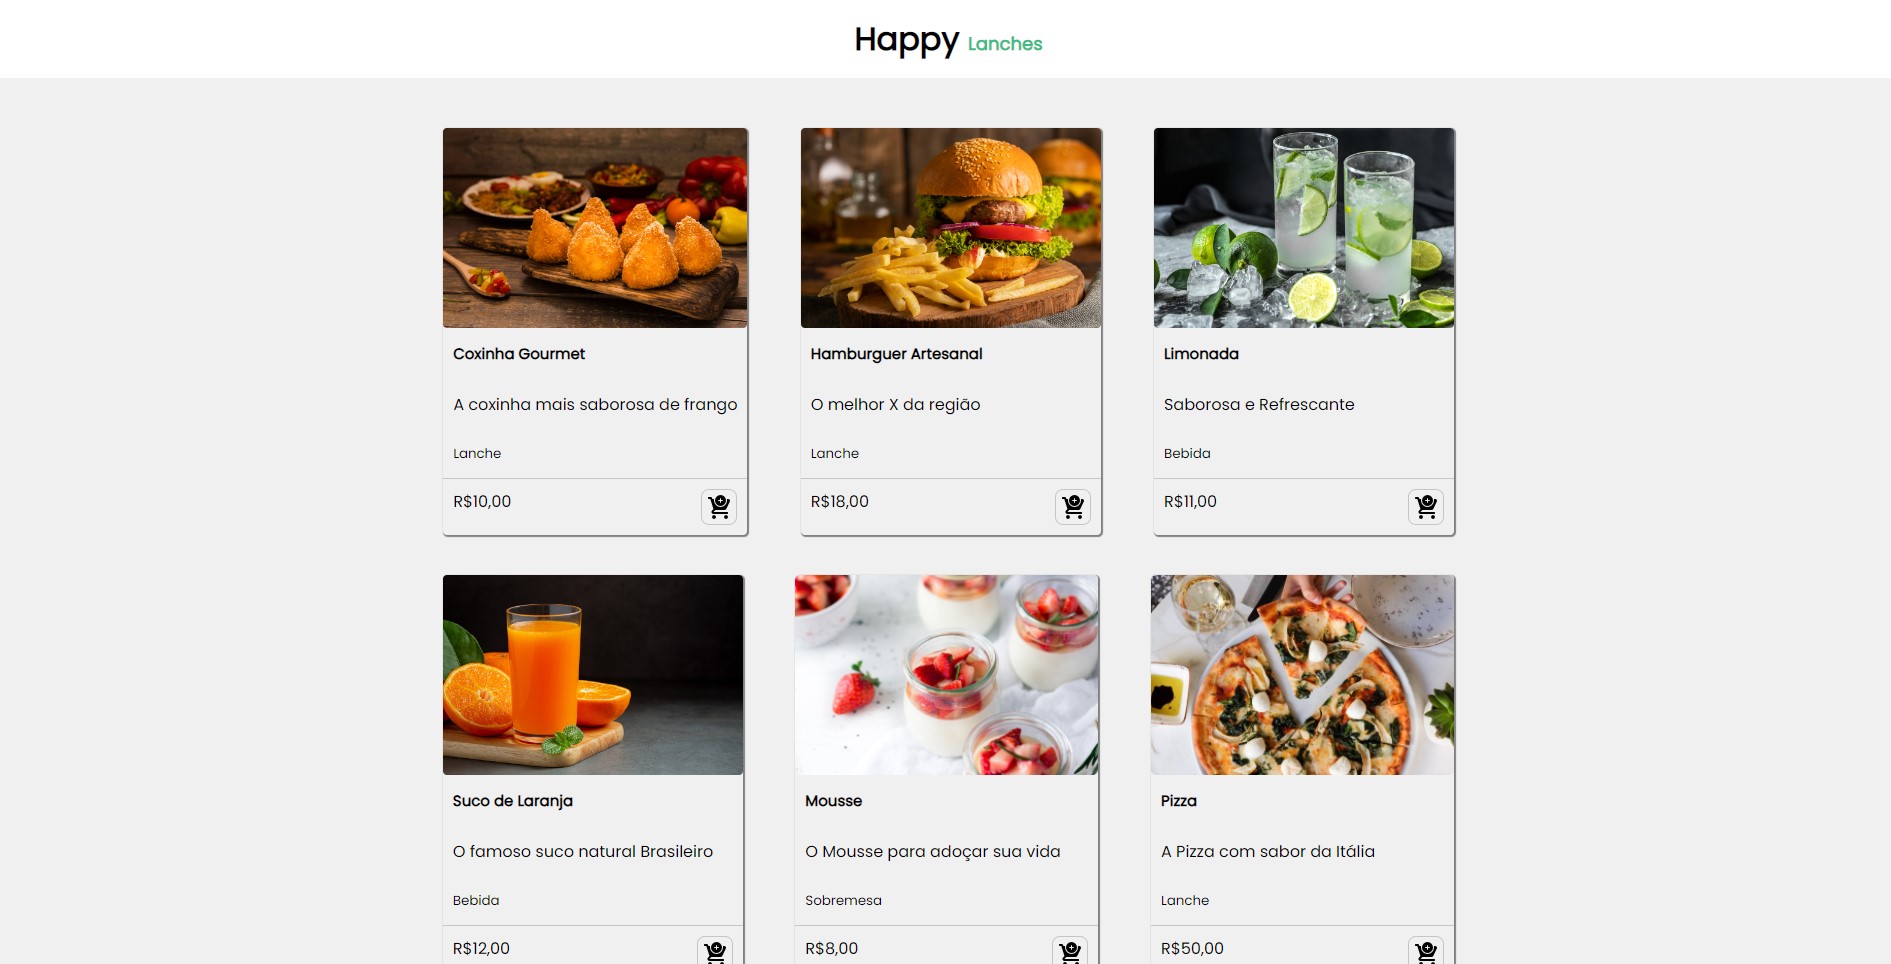 Happy Lanches
Coxinha Gourmet
A coxinha mais saborosa de frango
Lanche
R$10,00
Hamburguer Artesanal
O melhor X da região
Lanche
R$18,00
Limonada
Saborosa e Refrescante
Bebida
R$11,00
Suco de Laranja
O famoso suco natural Brasileiro
Bebida
R$12,00
Mousse
O Mousse para adoçar sua vida
Sobremesa
R$8,00
Pizza
A Pizza com sabor da Itália
Lanche
R$50,00